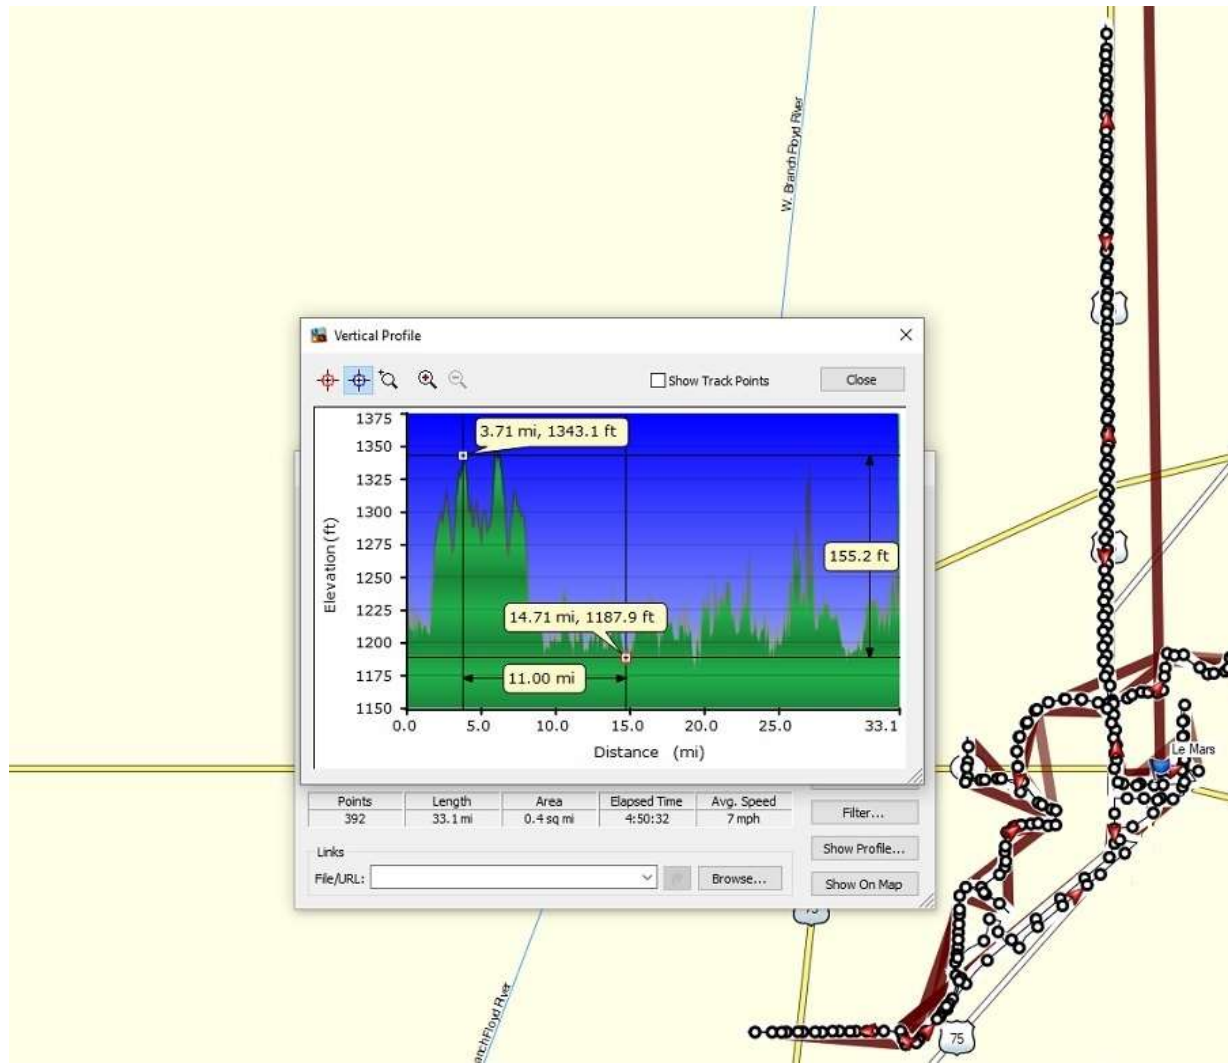 W. Branch Floyd River
Vertical Profile
Show Track Points
Close
1375
1350
1325
1300
1275
1250
1225
1200
1175
1150
Elevation (ft)
3.71 mi, 1343.1 ft
155.2 ft
14.71 mi, 1187.9 ft
11.00 mi
0.0 5.0 10.0 15.0 20.0 25.0 33.1
Distance (mi)
Le Mars
Points Length Area Elapsed Time Avg. Speed
392 33.1 mi 0.4 sq mi 4:50:32 7 mph
Filter...
Links
Show Profile...
File/URL:
Browse...
Show On Map
Floyd River
75